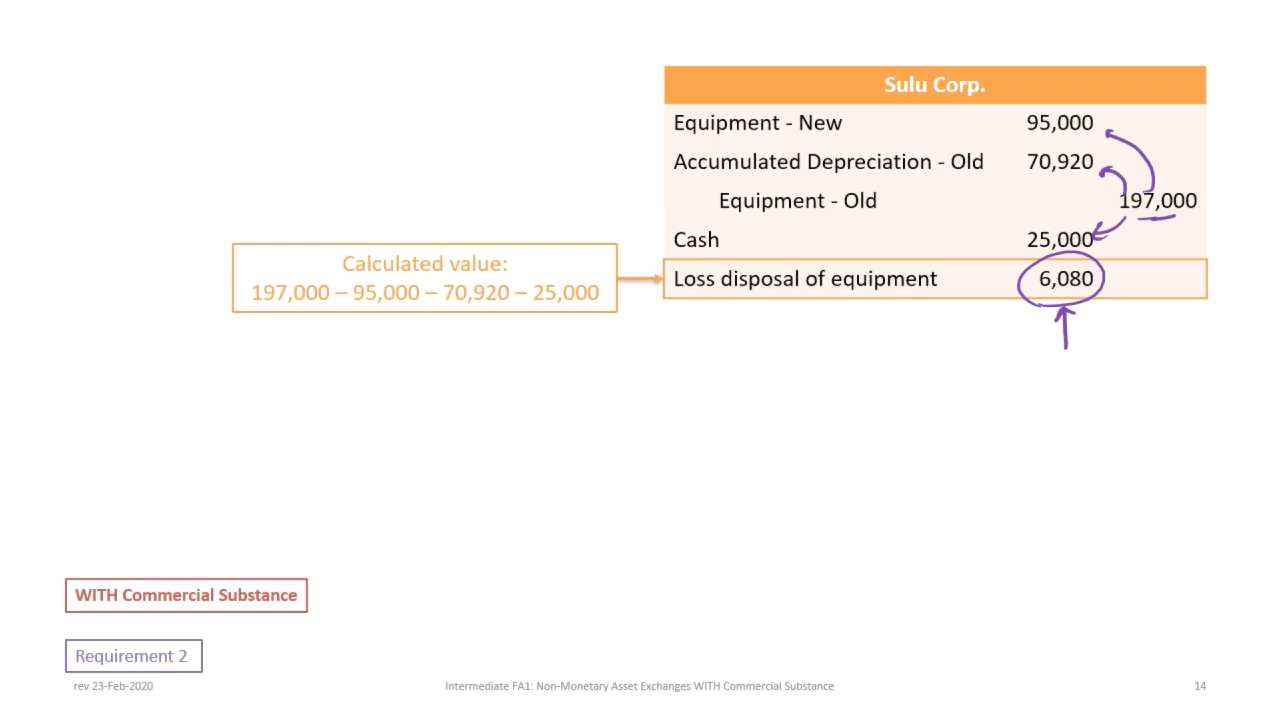 Sulu Corp.
Equipment - New 95,000
Accumulated Depreciation - Old 70,920
Equipment - Old 197,000
Cash 25,000
Calculated value:
197,000 – 95,000 – 70,920 – 25,000
Loss disposal of equipment 6,080
WITH Commercial Substance
Requirement 2
rev 23-Feb-2020 Intermediate FA1: Non-Monetary Asset Exchanges WITH Commercial Substance 14